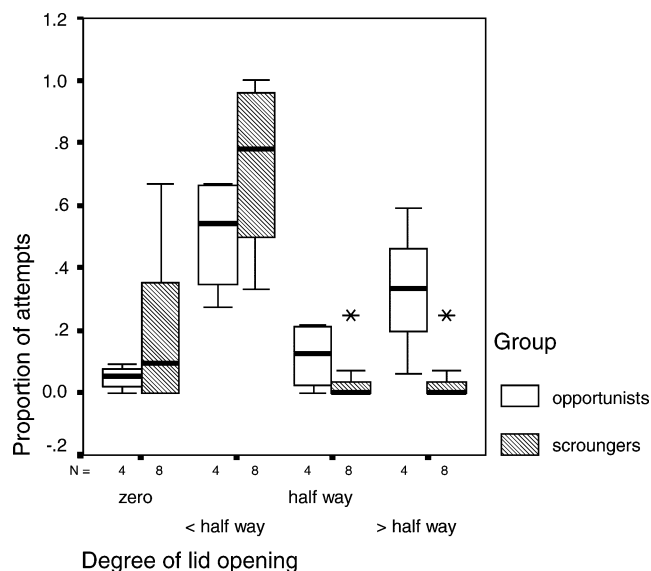 1.2
1.0
.8
.6
.4
.2
0.0
-.2
Proportion of attempts
N = 4 8 4 8 4 8 4 8
zero half way
< half way > half way
Degree of lid opening
Group
opportunists
scroungers